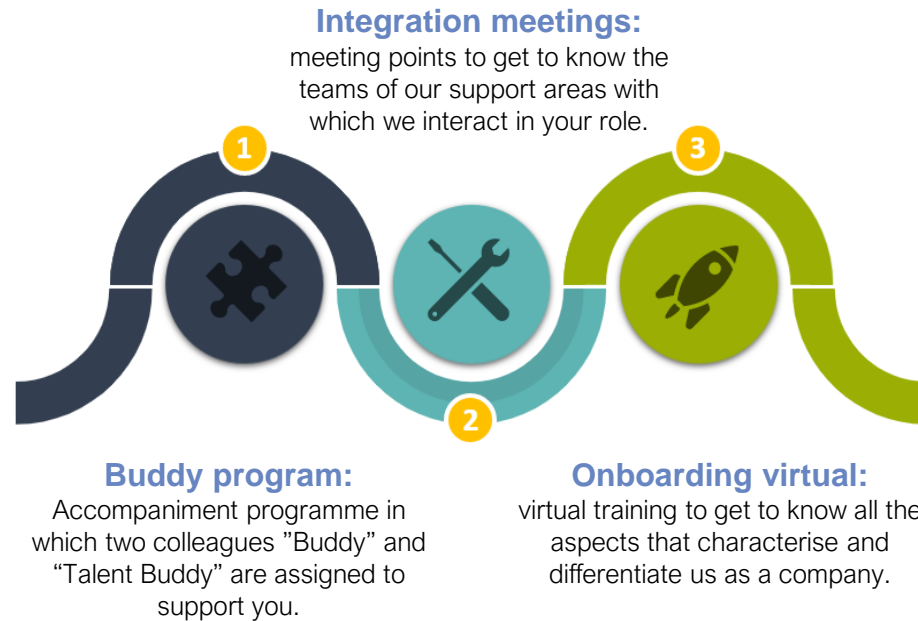 Integration meetings:
meeting points to get to know the
teams of our support areas with
which we interact in your role.
1
3
2
Buddy program:
Accompaniment programme in
which two colleagues ”Buddy” and
“Talent Buddy” are assigned to
support you.
Onboarding virtual:
virtual training to get to know all the
aspects that characterise and
differentiate us as a company.